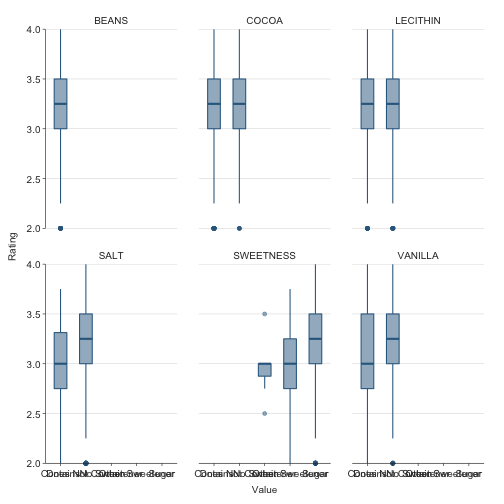 BEANS COCOA LECITHIN
4.0
3.5
3.0
2.5
2.0
Rating
SALT SWEETNESS VANILLA
4.0
3.5
3.0
2.5
2.0
Value